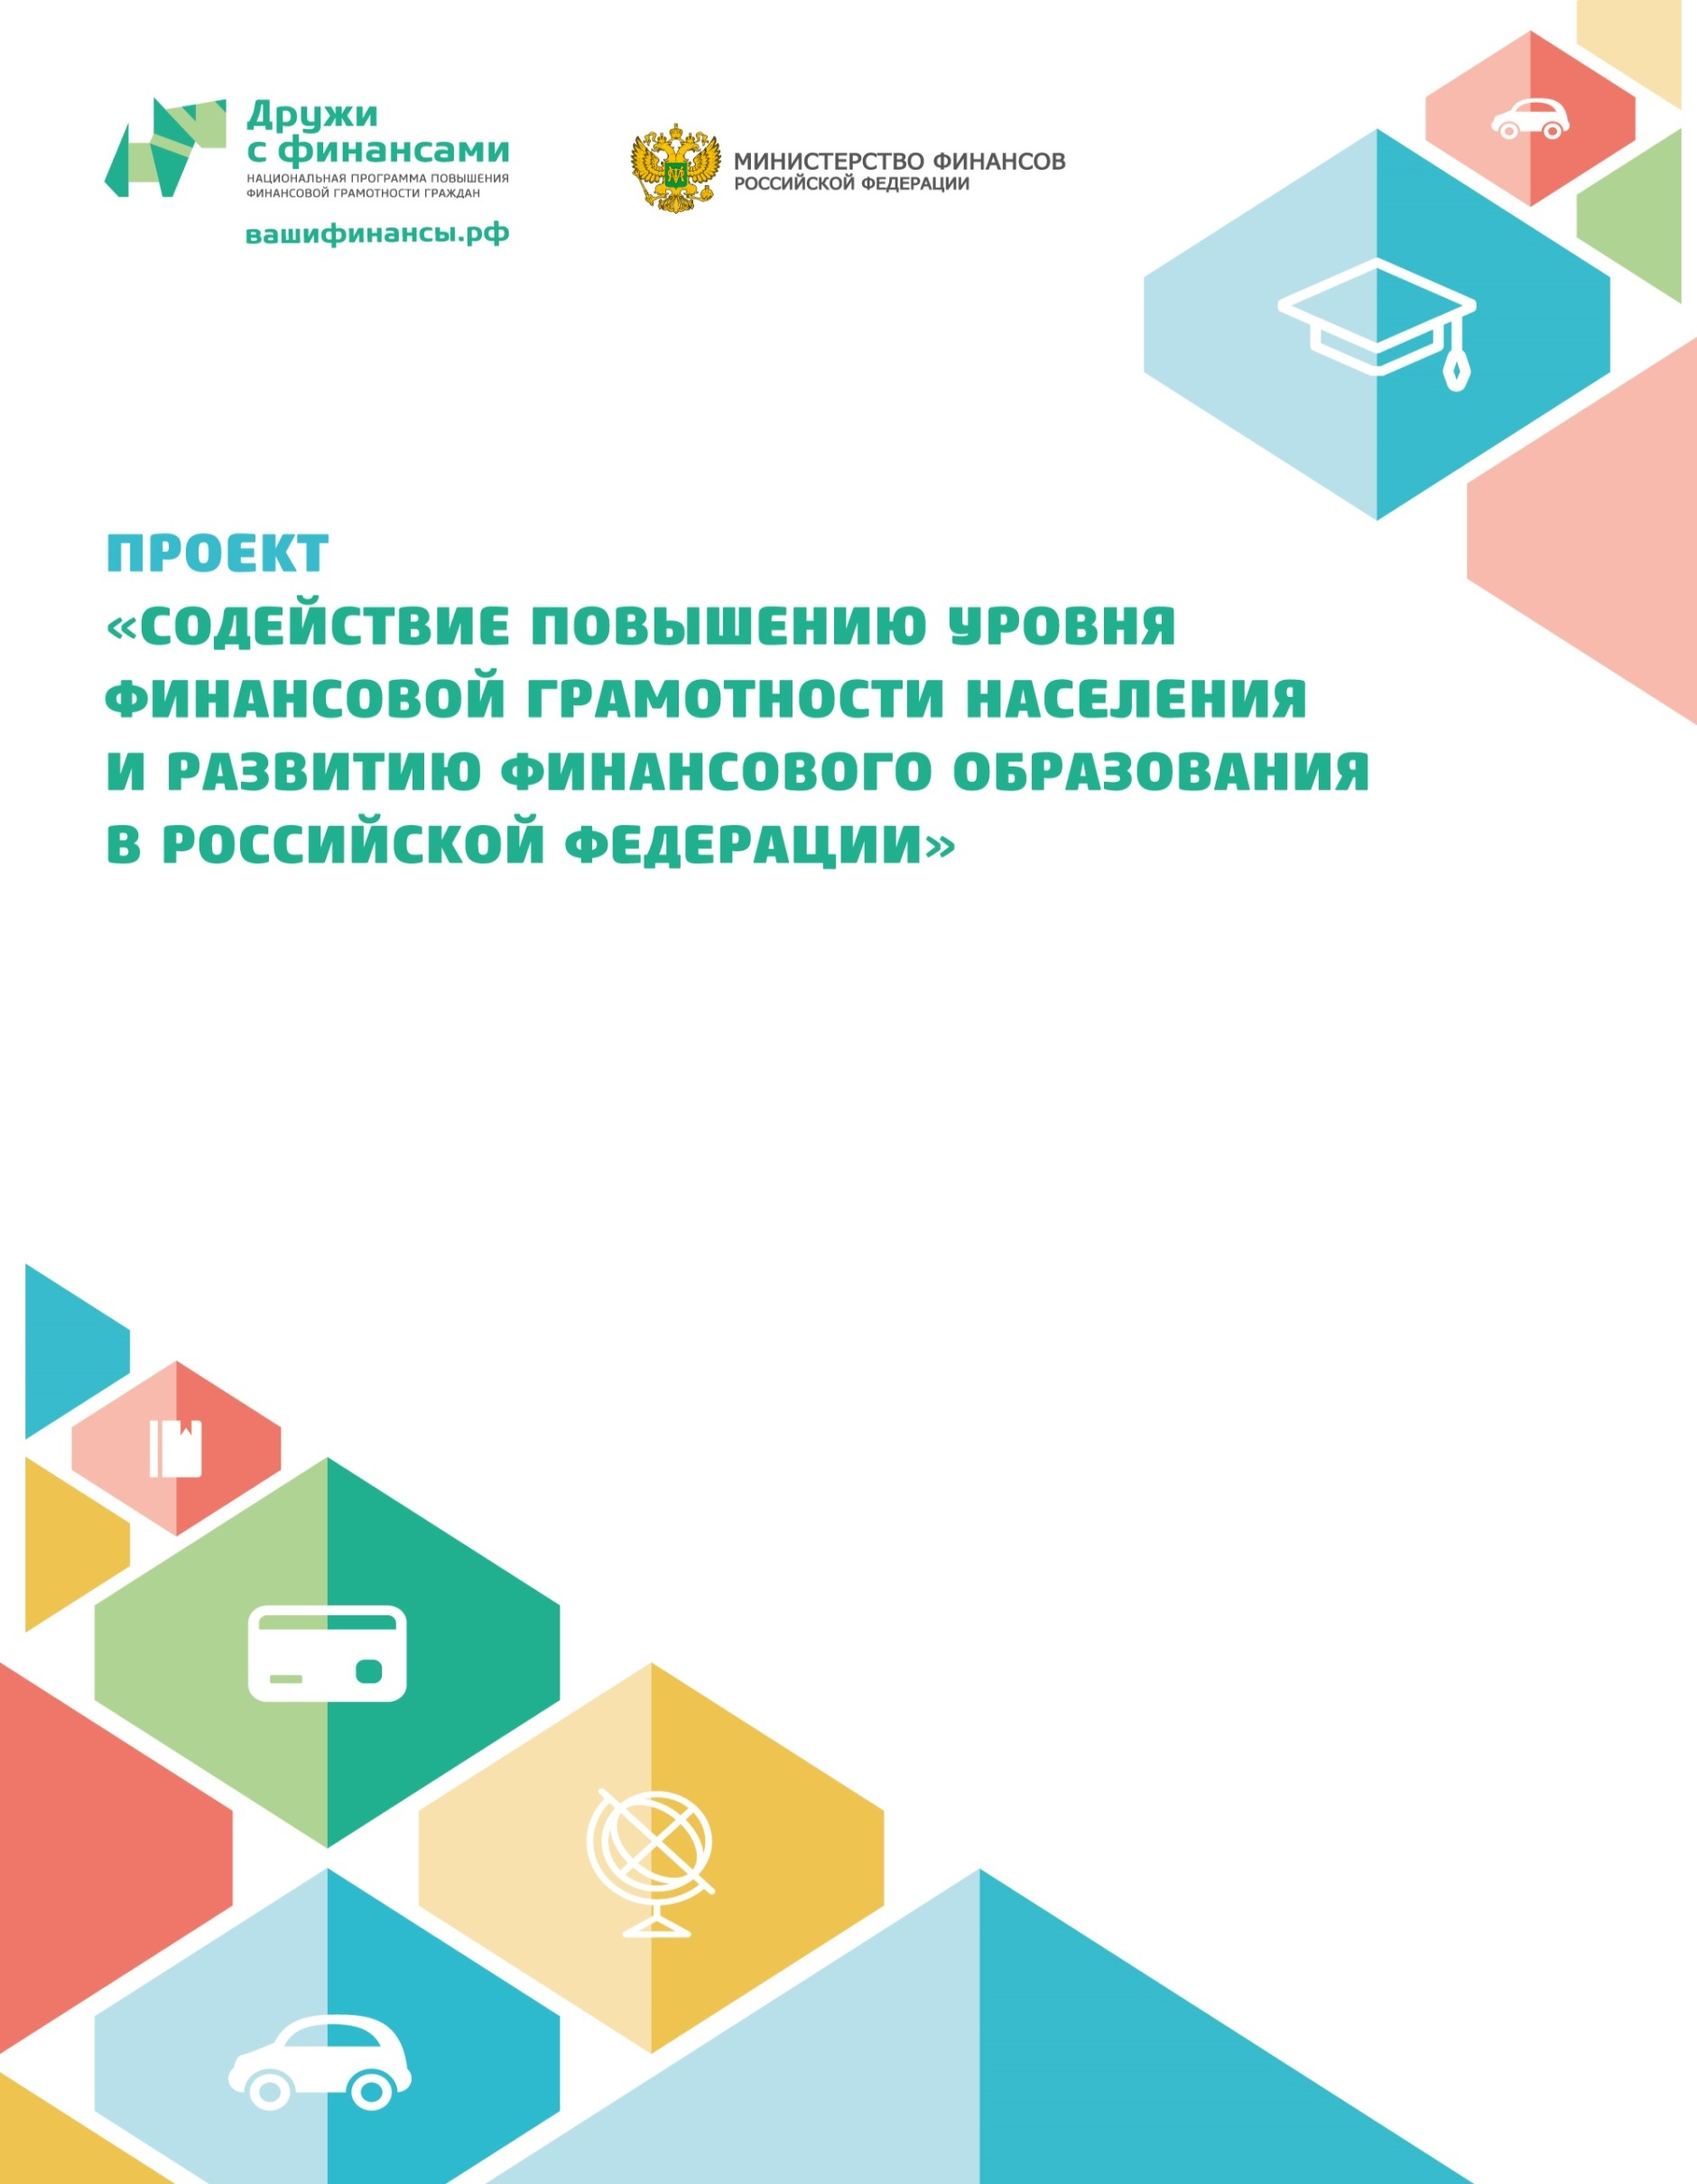 Дружи
с финансами
НАЦИОНАЛЬНАЯ ПРОГРАММА ПОВЫШЕНИЯ
ФИНАНСОВОЙ ГРАМОТНОСТИ ГРАЖДАН
вашифинансы.рф
МИНИСТЕРСТВО ФИНАНСОВ
РОССИЙСКОЙ ФЕДЕРАЦИИ
ПРОЕКТ
«СОДЕЙСТВИЕ ПОВЫШЕНИЮ УРОВНЯ
ФИНАНСОВОЙ ГРАМОТНОСТИ НАСЕЛЕНИЯ
И РАЗВИТИЮ ФИНАНСОВОГО ОБРАЗОВАНИЯ
В РОССИЙСКОЙ ФЕДЕРАЦИИ»